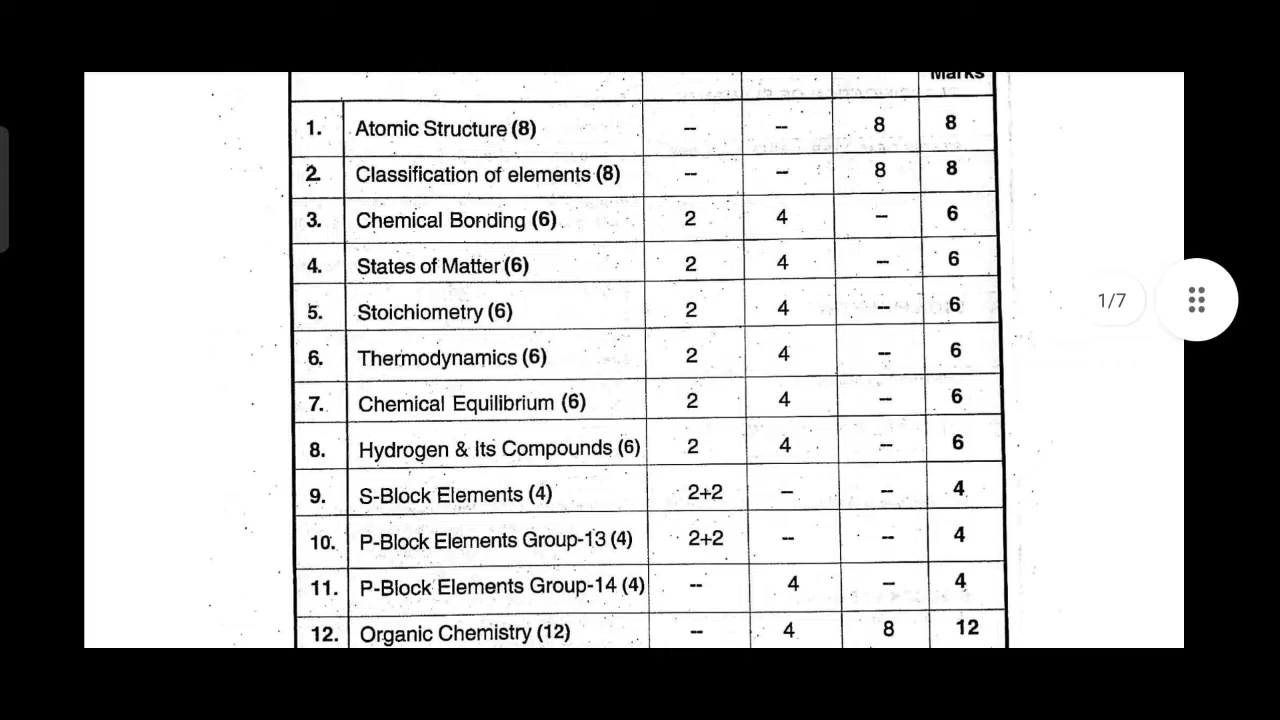 Marks
1. Atomic Structure (8) -- -- 8 8
2. Classification of elements (8) -- -- 8 8
3. Chemical Bonding (6) 2 4 -- 6
4. States of Matter (6) 2 4 -- 6
5. Stoichiometry (6) 2 4 -- 6
6. Thermodynamics (6) 2 4 -- 6
7. Chemical Equilibrium (6) 2 4 -- 6
8. Hydrogen & Its Compounds (6) 2 4 -- 6
9. S-Block Elements (4) 2+2 -- -- 4
10. P-Block Elements Group-13 (4) 2+2 -- -- 4
11. P-Block Elements Group-14 (4) -- 4 -- 4
12. Organic Chemistry (12) -- 4 8 12
1/7